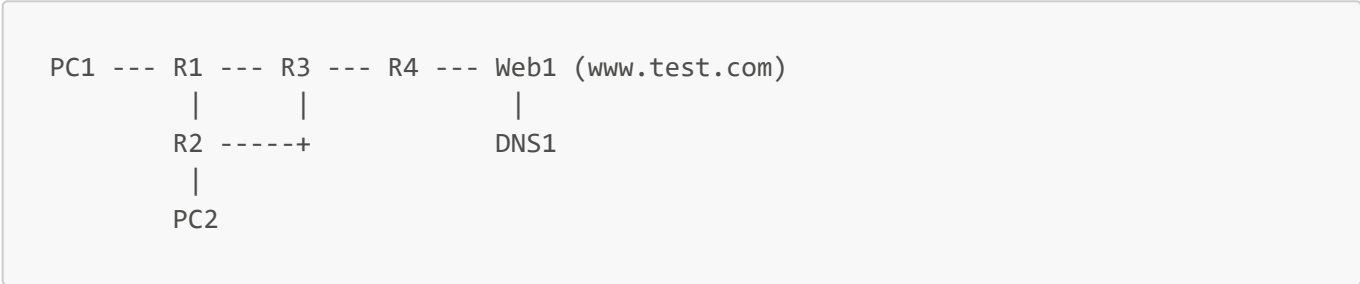 PC1 --- R1 --- R3 --- R4 --- Web1 (www.test.com)
         |      |             |
        R2 -----+            DNS1
         |
        PC2